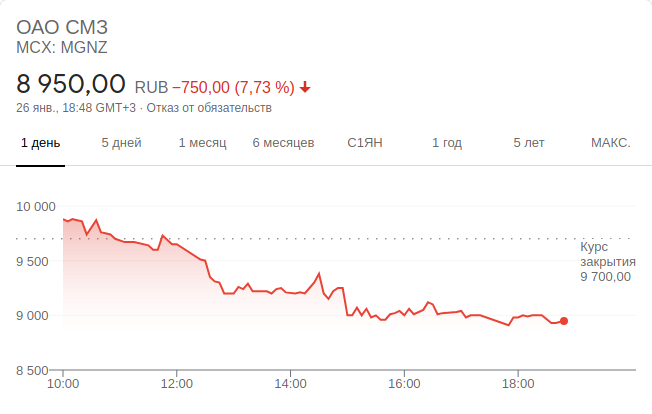 ОАО СМЗ
MCX: MGNZ
8 950,00 RUB −750,00 (7,73 %)
26 янв., 18:48 GMT+3 · Отказ от обязательств
1 день 5 дней 1 месяц 6 месяцев С1ЯН 1 год 5 лет МАКС.
10 000
9 500
9 000
8 500
Курс
закрытия
9 700,00
10:00 12:00 14:00 16:00 18:00